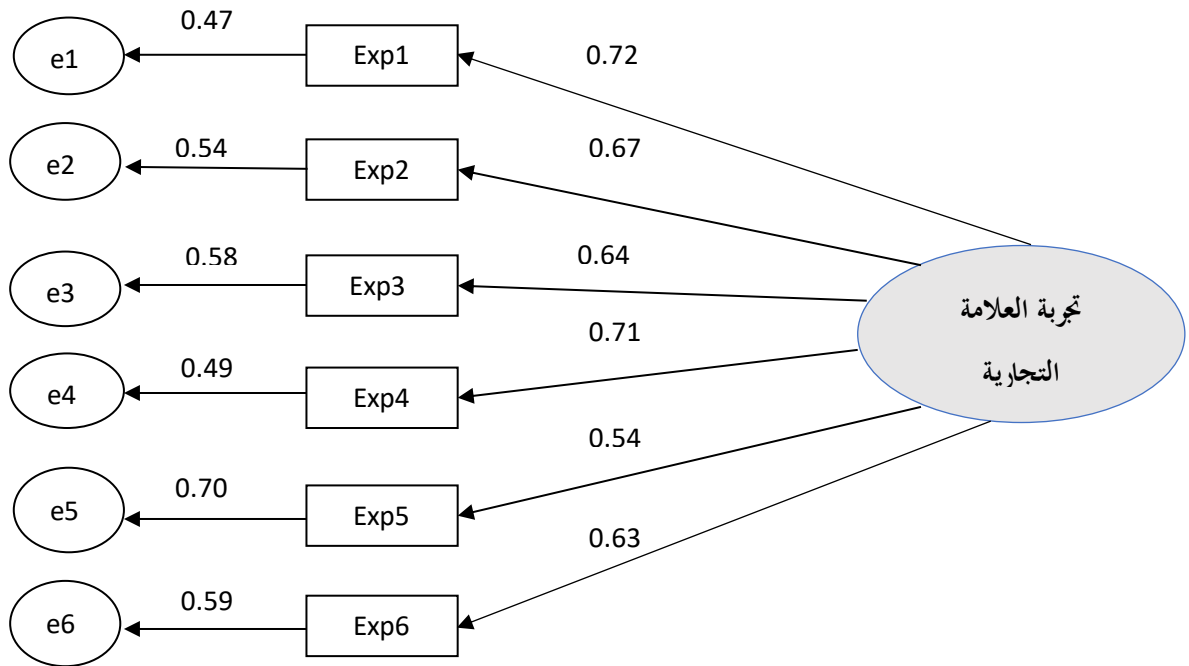 e1 0.47 Exp1 0.72
e2 0.54 Exp2 0.67
e3 0.58 Exp3 0.64
تجربة العلامة
التجارية
e4 0.49 Exp4 0.71
e5 0.70 Exp5 0.54
e6 0.59 Exp6 0.63